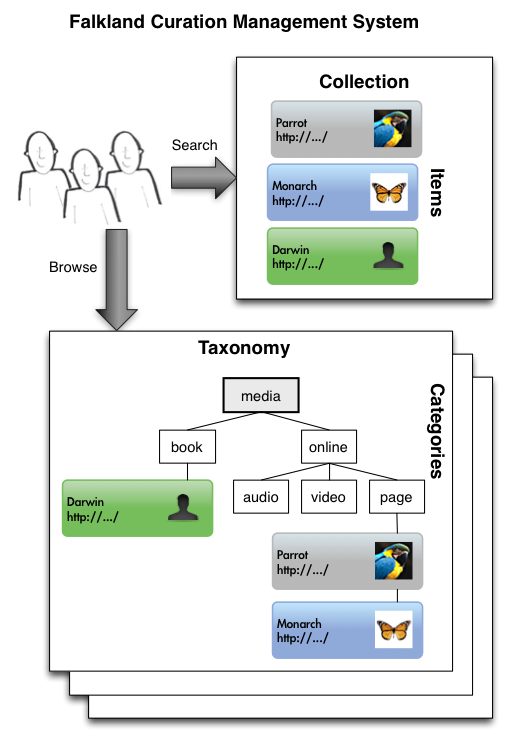 Falkland Curation Management System
Collection
Parrot
http://.../
Search
Monarch
http://.../
Items
Darwin
http://.../
Browse
Taxonomy
media
Categories
book
online
Darwin
http://.../
audio
video
page
Parrot
http://.../
Monarch
http://.../